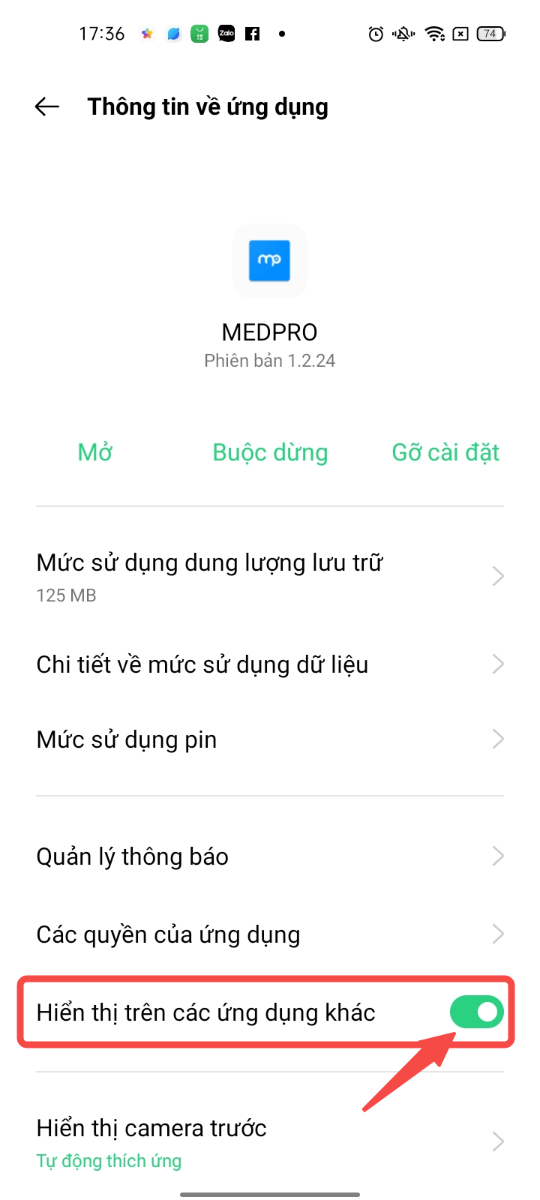 17:36
Zalo
74
Thông tin về ứng dụng
mp
MEDPRO
Phiên bản 1.2.24
Mở
Buộc dừng
Gỡ cài đặt
Mức sử dụng dung lượng lưu trữ
125 MB
Chi tiết về mức sử dụng dữ liệu
Mức sử dụng pin
Quản lý thông báo
Các quyền của ứng dụng
Hiển thị trên các ứng dụng khác
Hiển thị camera trước
Tự động thích ứng